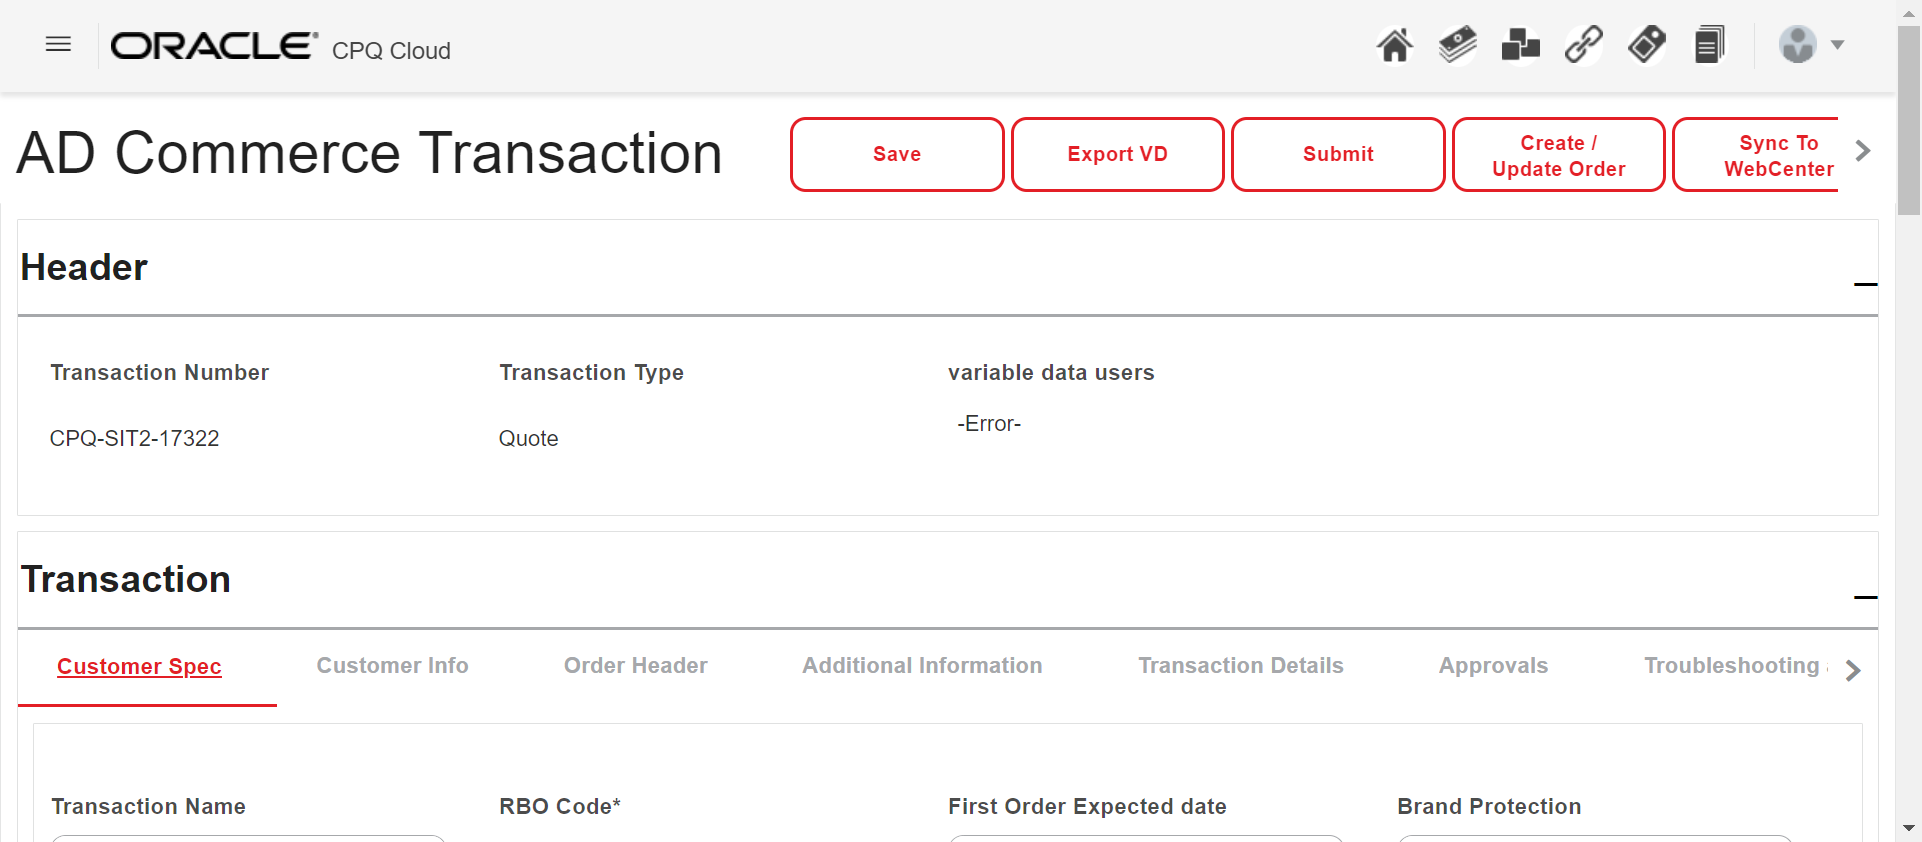 ORACLE CPQ Cloud
AD Commerce Transaction
Save
Export VD
Submit
Create /
Update Order
Sync To
WebCenter
Header
Transaction Number
Transaction Type
variable data users
CPQ-SIT2-17322
Quote
-Error-
Transaction
Customer Spec
Customer Info
Order Header
Additional Information
Transaction Details
Approvals
Troubleshooting
Transaction Name
RBO Code*
First Order Expected date
Brand Protection